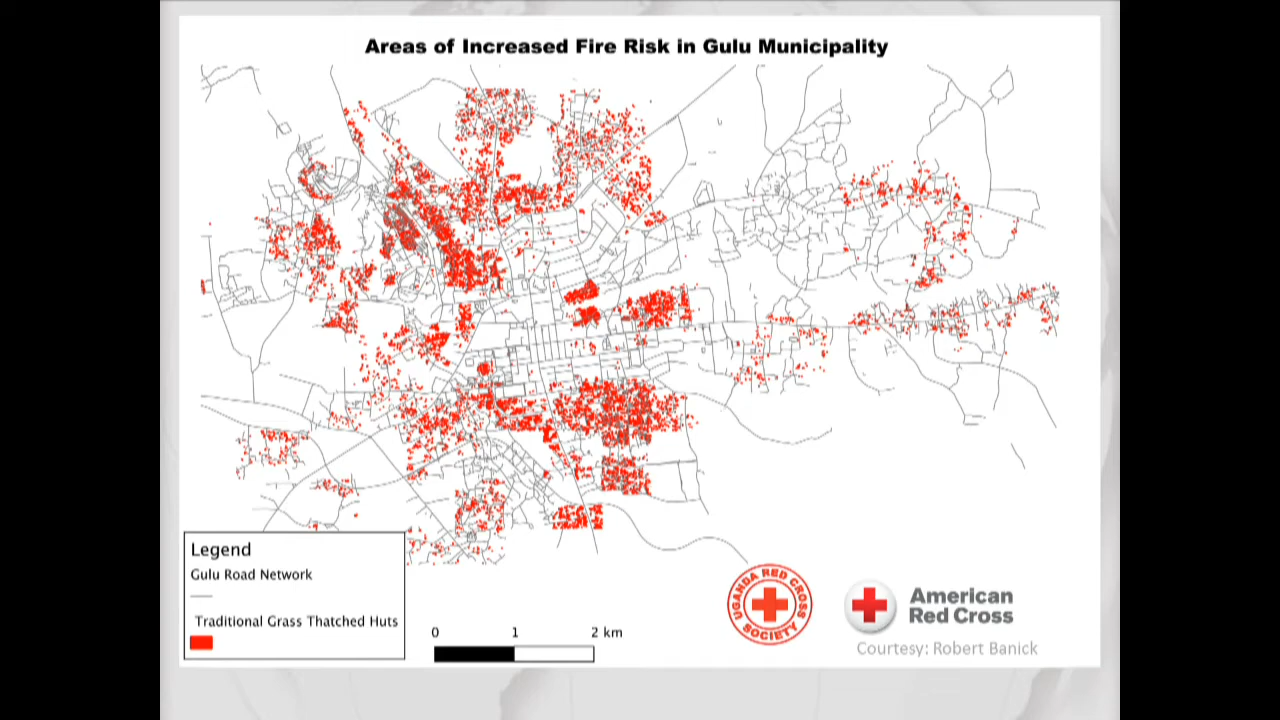 Areas of Increased Fire Risk in Gulu Municipality
Legend
Gulu Road Network
Traditional Grass Thatched Huts
0 1 2 km
UGANDA RED CROSS
SOCIETY
American
Red Cross
Courtesy: Robert Banick